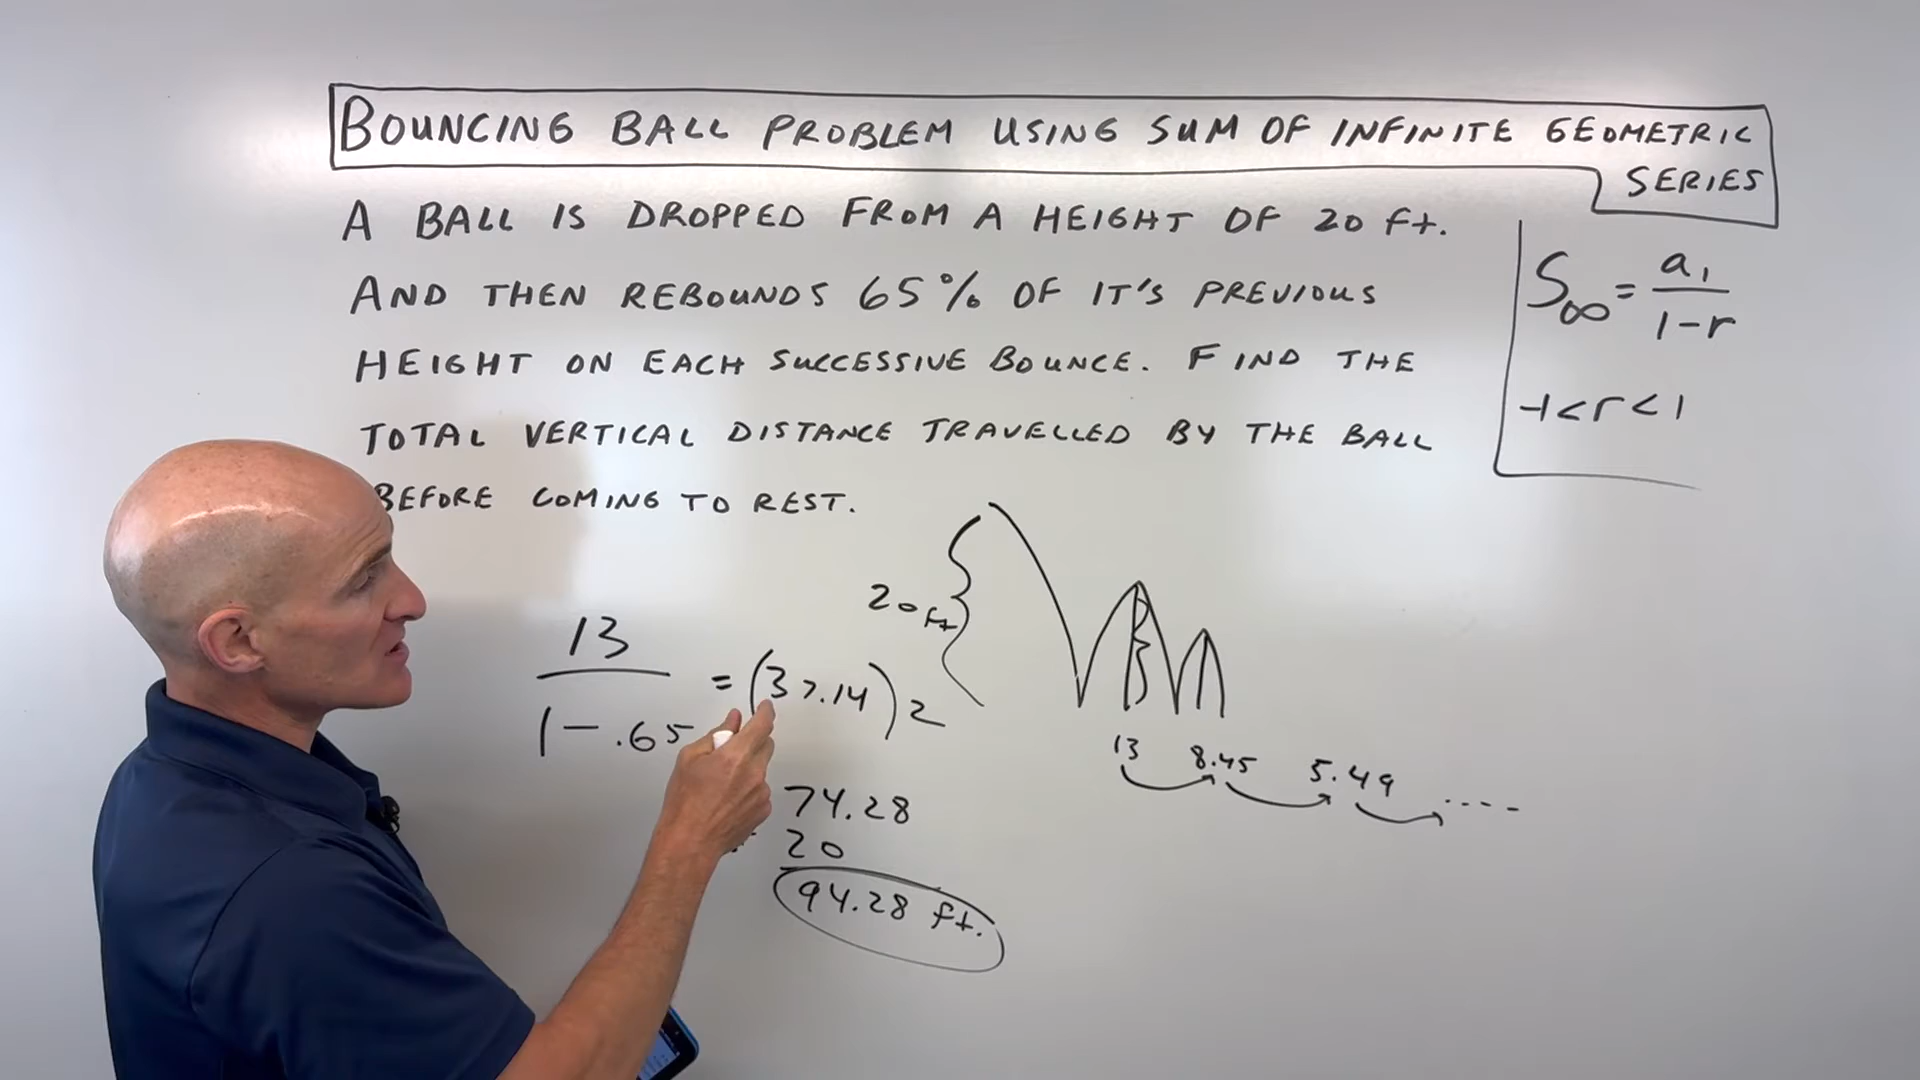 BOUNCING BALL PROBLEM USING SUM OF INFINITE GEOMETRIC
SERIES
A BALL IS DROPPED FROM A HEIGHT OF 20 ft.
AND THEN REBOUNDS 65% OF IT'S PREVIOUS
HEIGHT ON EACH SUCCESSIVE BOUNCE. FIND THE
TOTAL VERTICAL DISTANCE TRAVELLED BY THE BALL
BEFORE COMING TO REST.
S∞ = a₁
1-r
-1<r<1
20 ft
13
1-.65
= (37.14)2
74.28
20
94.28 ft.
13 8.45 5.49 ....